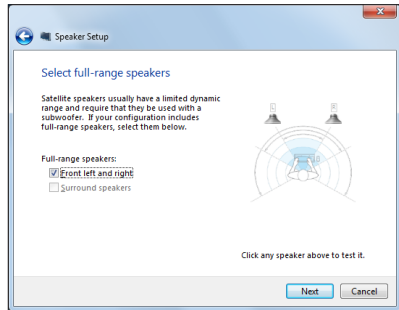 Speaker Setup
Select full-range speakers
Satellite speakers usually have a limited dynamic
range and require that they be used with a
subwoofer. If your configuration includes
full-range speakers, select them below.
L
R
Full-range speakers:
Front left and right
Surround speakers
Click any speaker above to test it.
Next
Cancel